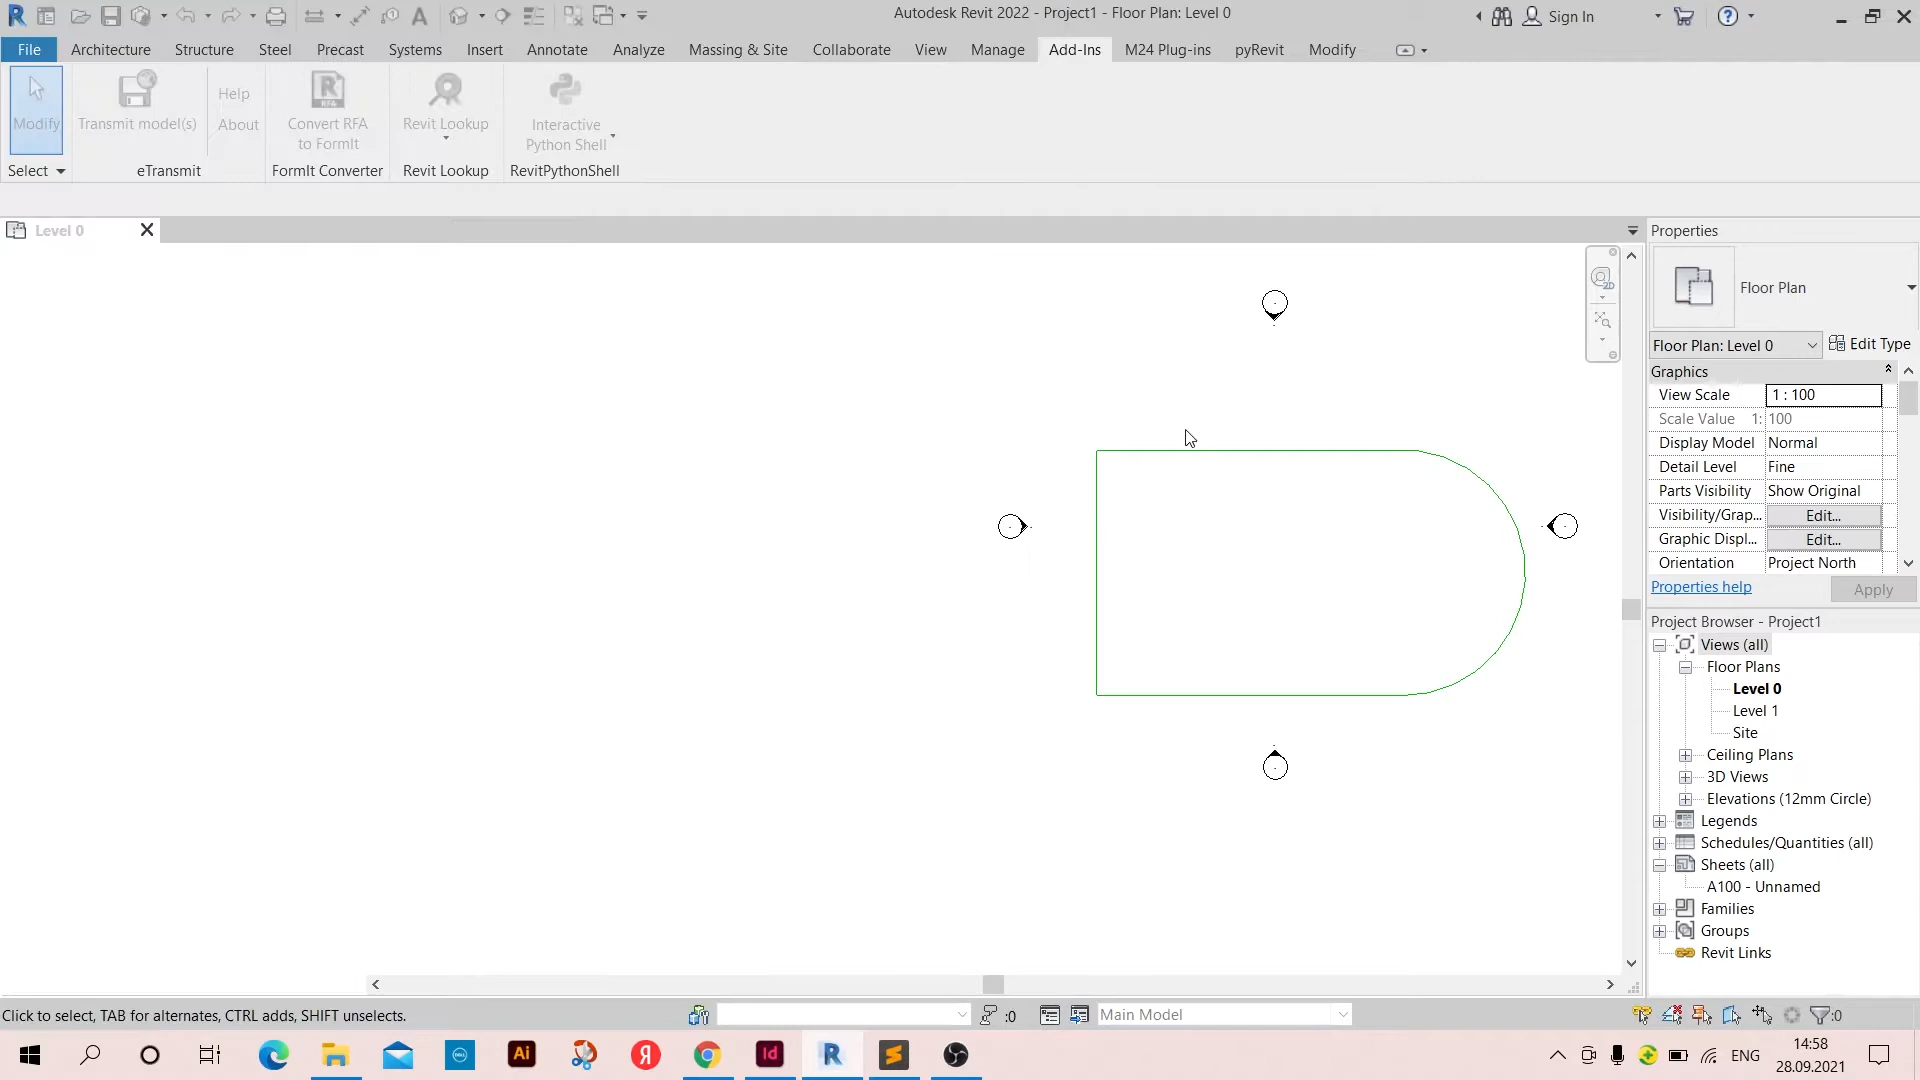 Autodesk Revit 2022 - Project1 - Floor Plan: Level 0
Sign In
File Architecture Structure Steel Precast Systems Insert Annotate Analyze Massing & Site Collaborate View Manage Add-Ins M24 Plug-ins pyRevit Modify
Modify
Transmit model(s)
Help
About
Convert RFA
to FormIt
Revit Lookup
Interactive
Python Shell
Select
eTransmit
FormIt Converter
Revit Lookup
RevitPythonShell
Level 0
2D
Properties
Floor Plan
Floor Plan: Level 0
Edit Type
Graphics
View Scale 1 : 100
Scale Value 1: 100
Display Model Normal
Detail Level Fine
Parts Visibility Show Original
Visibility/Grap... Edit...
Graphic Displ... Edit...
Orientation Project North
Properties help
Apply
Project Browser - Project1
Views (all)
Floor Plans
Level 0
Level 1
Site
Ceiling Plans
3D Views
Elevations (12mm Circle)
Legends
Schedules/Quantities (all)
Sheets (all)
A100 - Unnamed
Families
Groups
Revit Links
Click to select, TAB for alternates, CTRL adds, SHIFT unselects.
:0
Main Model
:0
DELL
Ai
Я
Id
R
S
ENG
14:58
28.09.2021